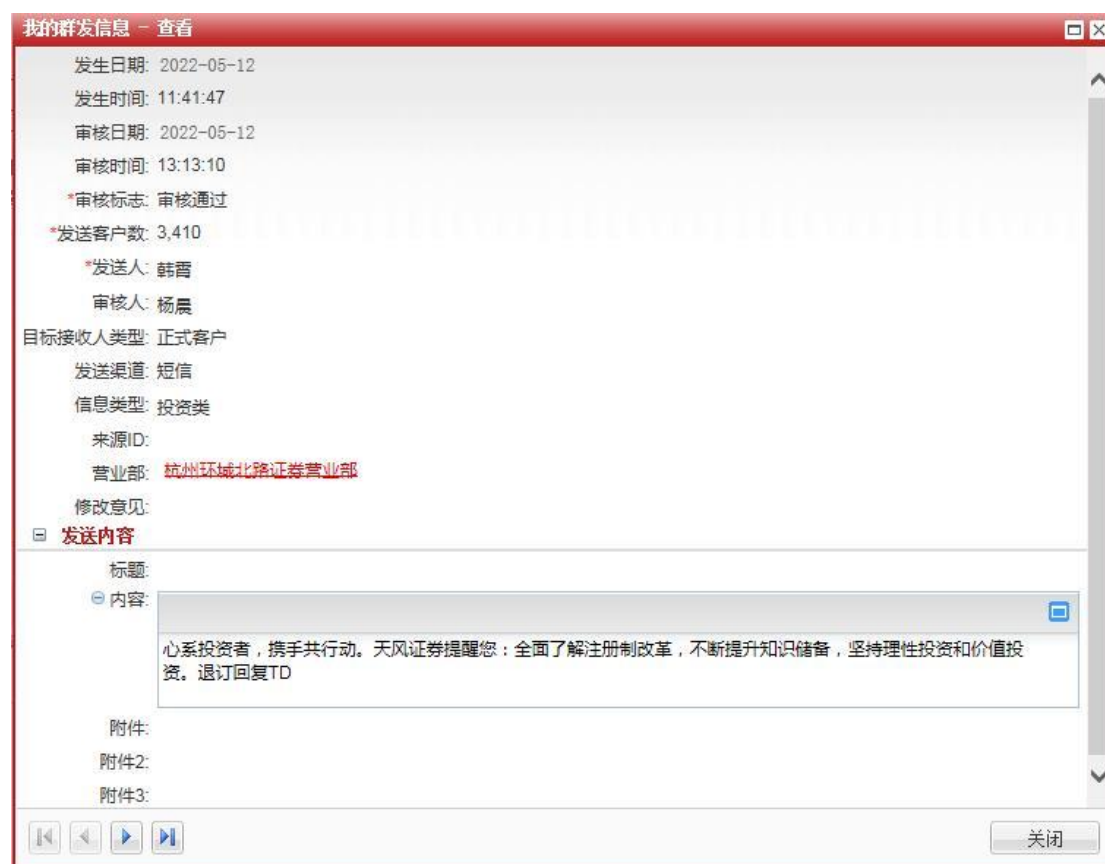 我的群发信息 - 查看
发生日期: 2022-05-12
发生时间: 11:41:47
审核日期: 2022-05-12
审核时间: 13:13:10
*审核标志: 审核通过
*发送客户数: 3,410
*发送人: 韩霄
审核人: 杨晨
目标接收人类型: 正式客户
发送渠道: 短信
信息类型: 投资类
来源ID:
营业部: 杭州环城北路证券营业部
修改意见:
发送内容
标题:
内容:
心系投资者，携手共行动。天风证券提醒您：全面了解注册制改革，不断提升知识储备，坚持理性投资和价值投
资。退订回复TD
附件:
附件2:
附件3:
关闭